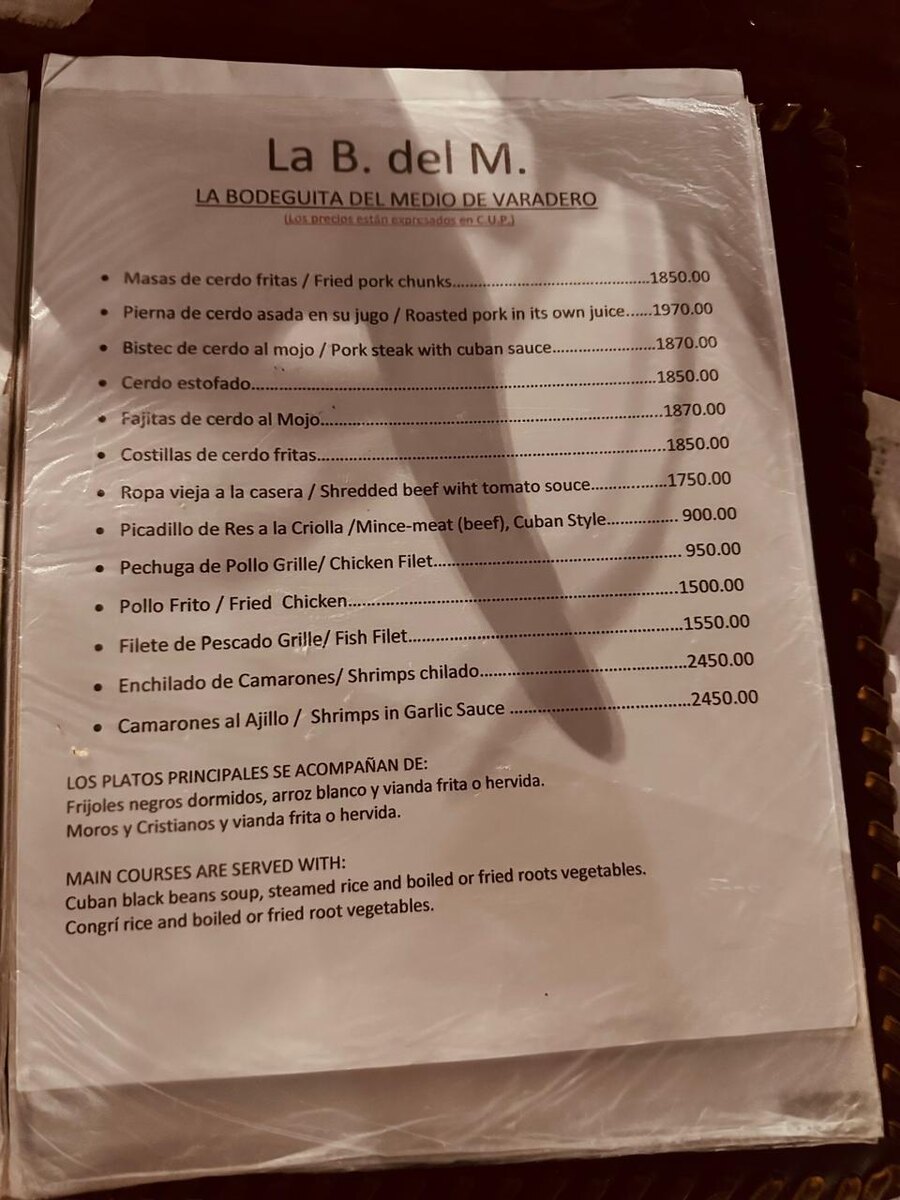 La B. del M.
LA BODEGUITA DEL MEDIO DE VARADERO
(Los precios están expresados en C.U.P.)
• Masas de cerdo fritas / Fried pork chunks..................................................1850.00
• Pierna de cerdo asada en su jugo / Roasted pork in its own juice......1970.00
• Bistec de cerdo al mojo / Pork steak with cuban sauce..........................1870.00
• Cerdo estofado.................................................................................................1850.00
• Fajitas de cerdo al Mojo...................................................................................1870.00
• Costillas de cerdo fritas....................................................................................1850.00
• Ropa vieja a la casera / Shredded beef wiht tomato souce...................1750.00
• Picadillo de Res a la Criolla /Mince-meat (beef), Cuban Style.................. 900.00
• Pechuga de Pollo Grille/ Chicken Filet.............................................................. 950.00
• Pollo Frito / Fried Chicken..................................................................................1500.00
• Filete de Pescado Grille/ Fish Filet....................................................................1550.00
• Enchilado de Camarones/ Shrimps chilado....................................................2450.00
• Camarones al Ajillo / Shrimps in Garlic Sauce .............................................2450.00
LOS PLATOS PRINCIPALES SE ACOMPAÑAN DE:
Frijoles negros dormidos, arroz blanco y vianda frita o hervida.
Moros y Cristianos y vianda frita o hervida.
MAIN COURSES ARE SERVED WITH:
Cuban black beans soup, steamed rice and boiled or fried roots vegetables.
Congrí rice and boiled or fried root vegetables.